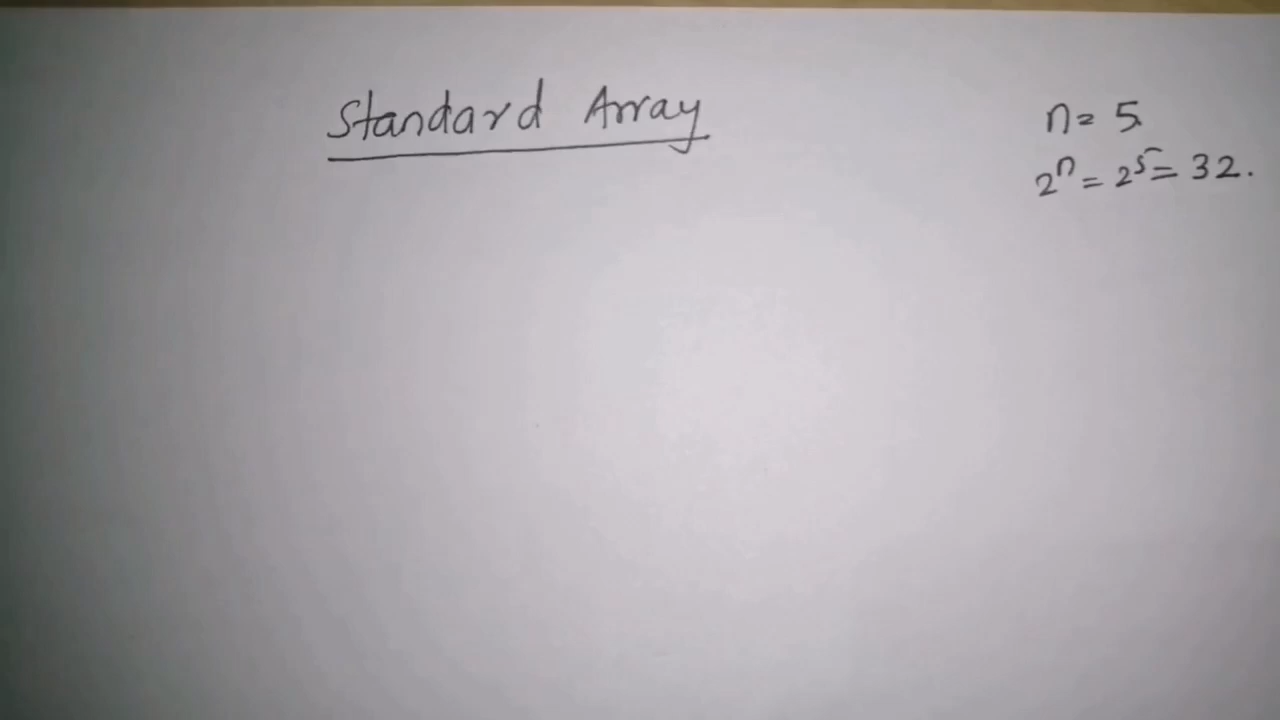 Standard Array
n = 5
2ⁿ = 2⁵ = 32.